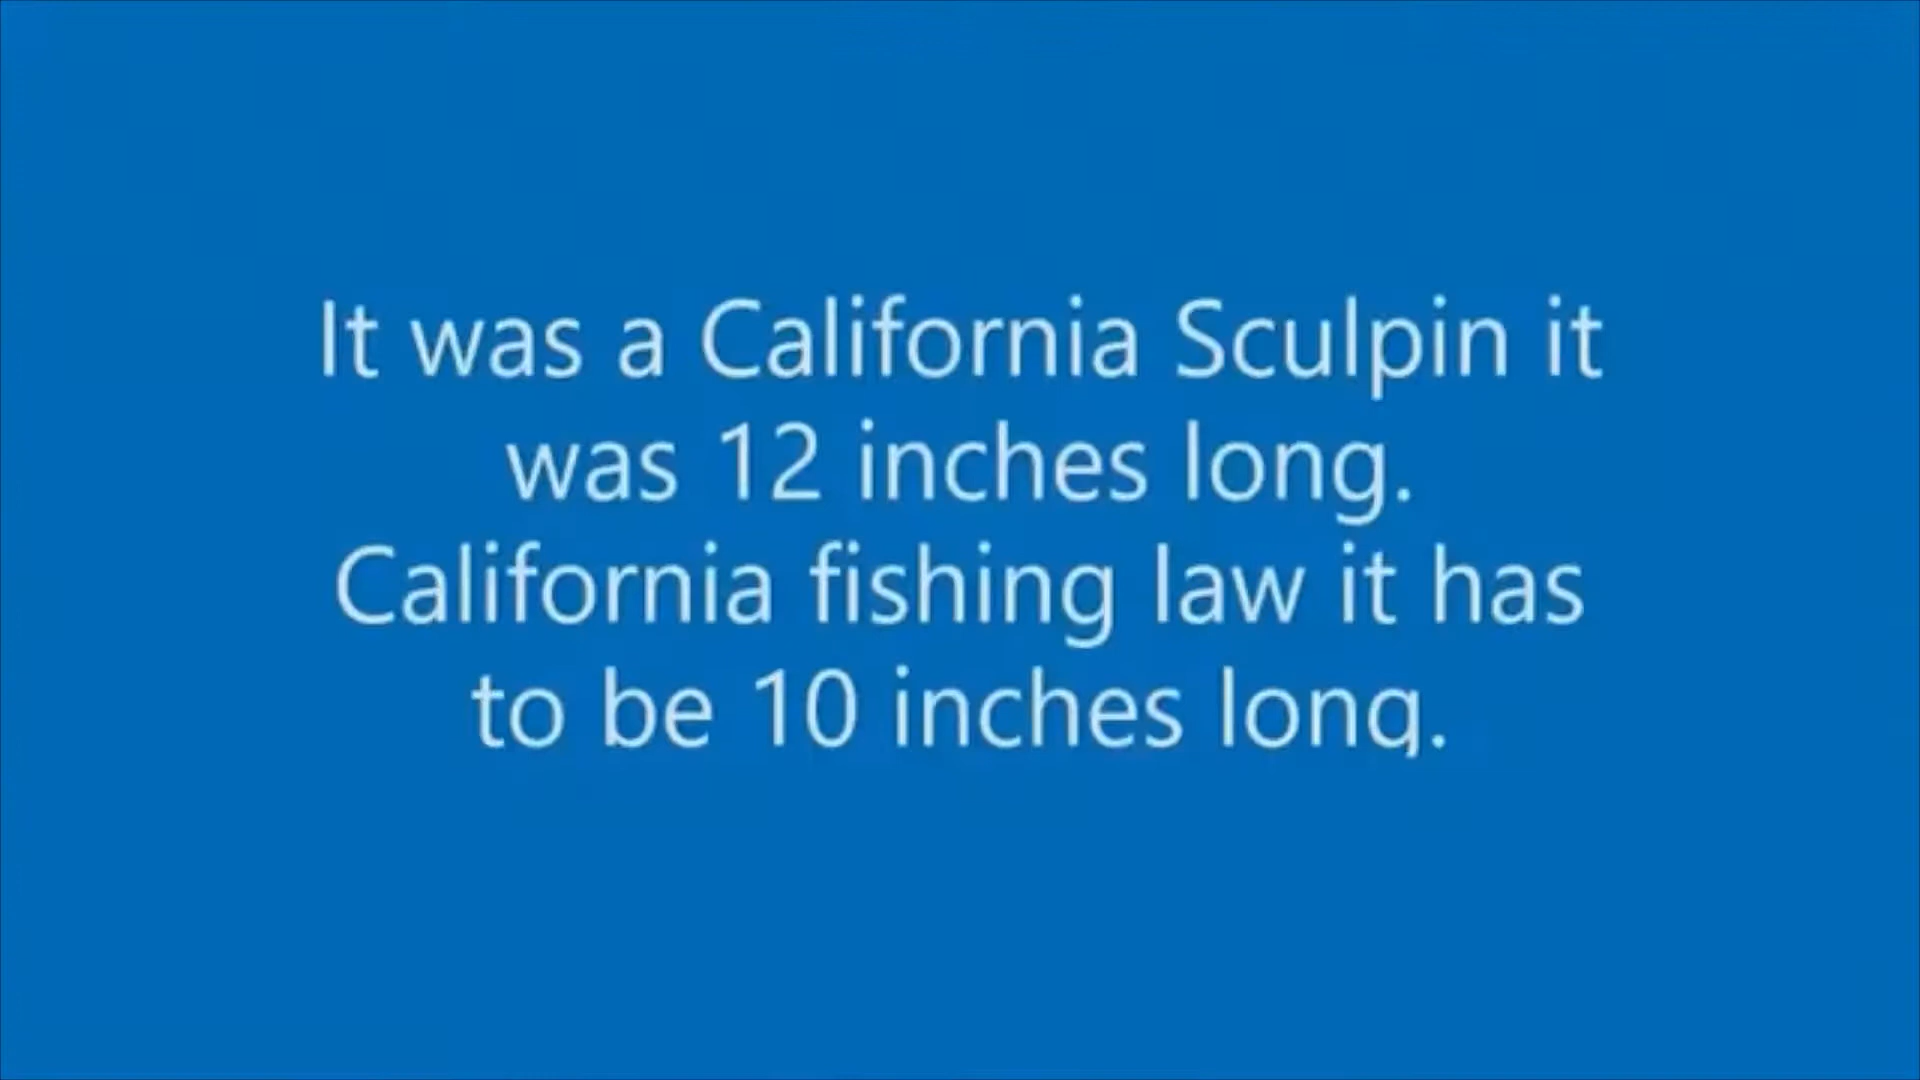 It was a California Sculpin it
was 12 inches long.
California fishing law it has
to be 10 inches long.